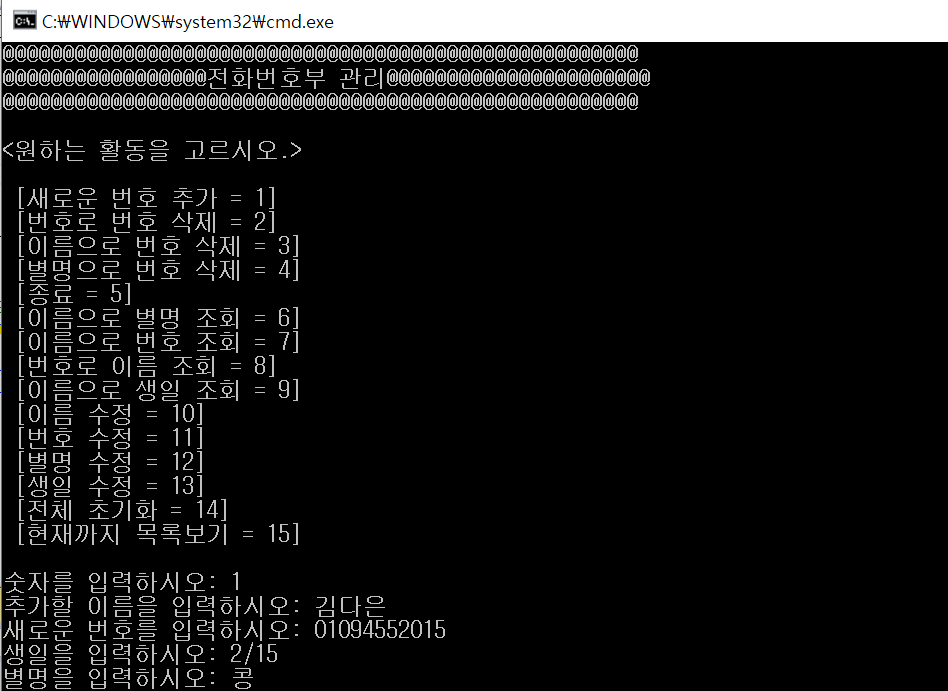 C:₩WINDOWS₩system32₩cmd.exe
@@@@@@@@@@@@@@@@@@@@@@@@@@@@@@@@@@@@@@@@@@@@@@@@@@@@@
@@@@@@@@@@@@@@@@@전화번호부 관리@@@@@@@@@@@@@@@@@@@@@@
@@@@@@@@@@@@@@@@@@@@@@@@@@@@@@@@@@@@@@@@@@@@@@@@@@@@@
<원하는 활동을 고르시오.>
[새로운 번호 추가 = 1]
[번호로 번호 삭제 = 2]
[이름으로 번호 삭제 = 3]
[별명으로 번호 삭제 = 4]
[종료 = 5]
[이름으로 별명 조회 = 6]
[이름으로 번호 조회 = 7]
[번호로 이름 조회 = 8]
[이름으로 생일 조회 = 9]
[이름 수정 = 10]
[번호 수정 = 11]
[별명 수정 = 12]
[생일 수정 = 13]
[전체 초기화 = 14]
[현재까지 목록보기 = 15]
숫자를 입력하시오: 1
추가할 이름을 입력하시오: 김다은
새로운 번호를 입력하시오: 01094552015
생일을 입력하시오: 2/15
별명을 입력하시오: 콩